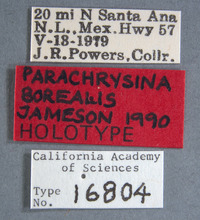 20 mi N Santa Ana
N.L., Mex. Hwy 57
V-13-1979
J.R. Powers, Collr.
PARACHRYSINA
BOREALIS
JAMESON 1990
HOLOTYPE
California Academy
of Sciences
Type
No. 16804